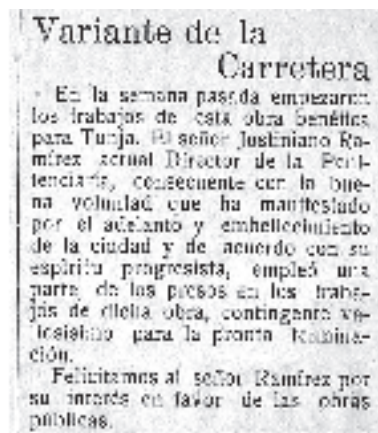 Variante de la
Carretera
En la semana pasada empezaron
los trabajos de esta obra benéfica
para Tunja. El señor Justiniano Ra-
mírez actual Director de la Peni-
tenciaría, consecuente con la bue-
na voluntad que ha manifestado
por el adelanto y embellecimiento
de la ciudad y de acuerdo con su
espíritu progresista, empleó una
parte de los presos en los traba-
jos de dicha obra, contingente va-
losísimo para la pronta termina-
ción.
Felicitamos al señor Ramírez por
su interés en favor de las obras
públicas.